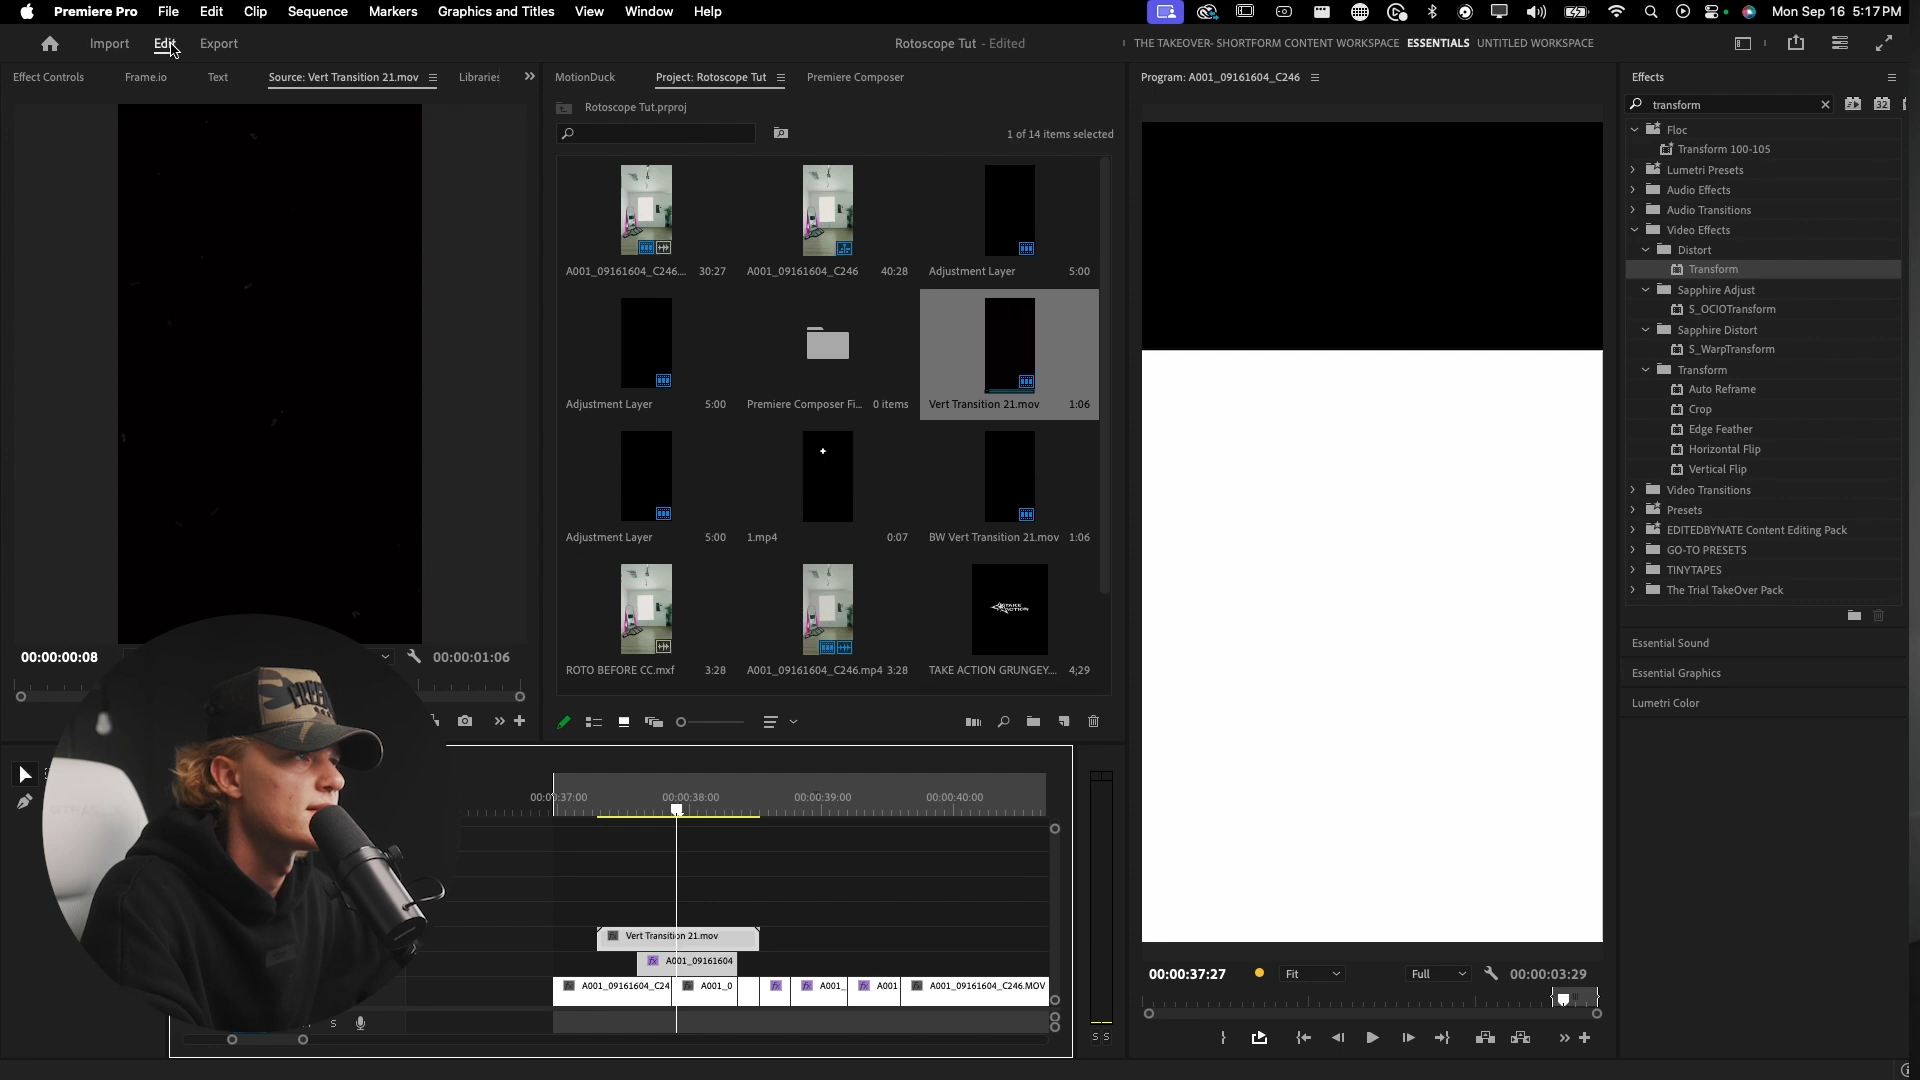 Premiere Pro File Edit Clip Sequence Markers Graphics and Titles View Window Help
32 Mon Sep 16 5:17 PM
Import Edit Export
Rotoscope Tut - Edited
THE TAKEOVER- SHORTFORM CONTENT WORKSPACE ESSENTIALS UNTITLED WORKSPACE
Effect Controls Frame.io Text Source: Vert Transition 21.mov Libraries
00:00:00:08 00:00:01:06
MotionDuck Project: Rotoscope Tut Premiere Composer
Rotoscope Tut.prproj
1 of 14 items selected
A001_09161604_C246... 30:27 A001_09161604_C246 40:28 Adjustment Layer 5:00
Adjustment Layer 5:00 Premiere Composer Fi... 0 items Vert Transition 21.mov 1:06
Adjustment Layer 5:00 1.mp4 0:07 BW Vert Transition 21.mov 1:06
TAKE ACTION
ROTO BEFORE CC.mxf 3:28 A001_09161604_C246.mp4 3:28 TAKE ACTION GRUNGEY.... 4;29
Program: A001_09161604_C246
00:00:37:27 Fit Full 00:00:03:29
Effects
transform
32
Floc
Transform 100-105
Lumetri Presets
Audio Effects
Audio Transitions
Video Effects
Distort
Transform
Sapphire Adjust
S_OCIOTransform
Sapphire Distort
S_WarpTransform
Transform
Auto Reframe
Crop
Edge Feather
Horizontal Flip
Vertical Flip
Video Transitions
Presets
EDITEDBYNATE Content Editing Pack
GO-TO PRESETS
TINYTAPES
The Trial TakeOver Pack
Essential Sound
Essential Graphics
Lumetri Color
00:00:37:00 00:00:38:00 00:00:39:00 00:00:40:00
Vert Transition 21.mov
A001_09161604
A001_09161604_C24 A001_0 A001_ A001 A001_09161604_C246.MOV
S
S S